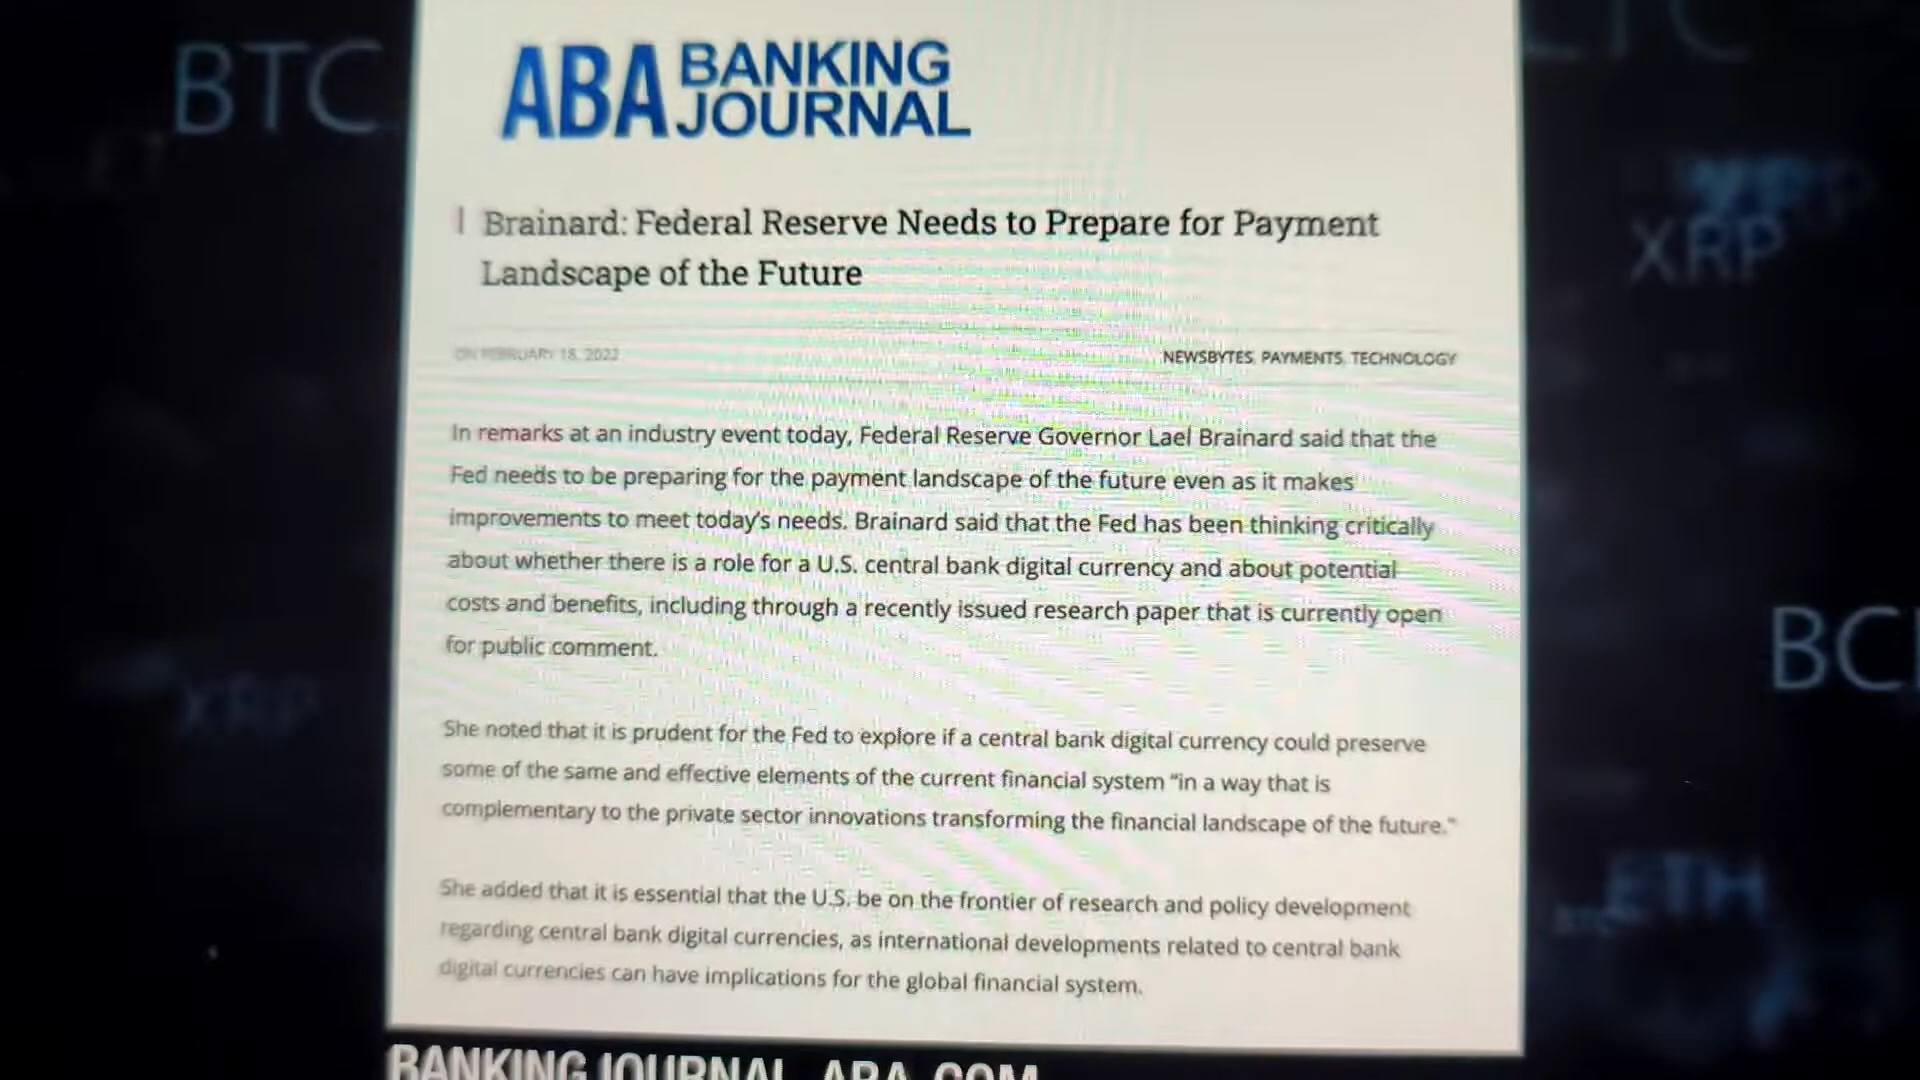 BTC
LTC
ABA BANKING
JOURNAL
Brainard: Federal Reserve Needs to Prepare for Payment
Landscape of the Future
XRP
ON FEBRUARY 18, 2022
NEWSBYTES, PAYMENTS, TECHNOLOGY
In remarks at an industry event today, Federal Reserve Governor Lael Brainard said that the
Fed needs to be preparing for the payment landscape of the future even as it makes
improvements to meet today's needs. Brainard said that the Fed has been thinking critically
about whether there is a role for a U.S. central bank digital currency and about potential
costs and benefits, including through a recently issued research paper that is currently open
for public comment.
BC
XRP
She noted that it is prudent for the Fed to explore if a central bank digital currency could preserve
some of the same and effective elements of the current financial system "in a way that is
complementary to the private sector innovations transforming the financial landscape of the future."
ETH
She added that it is essential that the U.S. be on the frontier of research and policy development
regarding central bank digital currencies, as international developments related to central bank
digital currencies can have implications for the global financial system.
BANKINGJOURNAL.ABA.COM